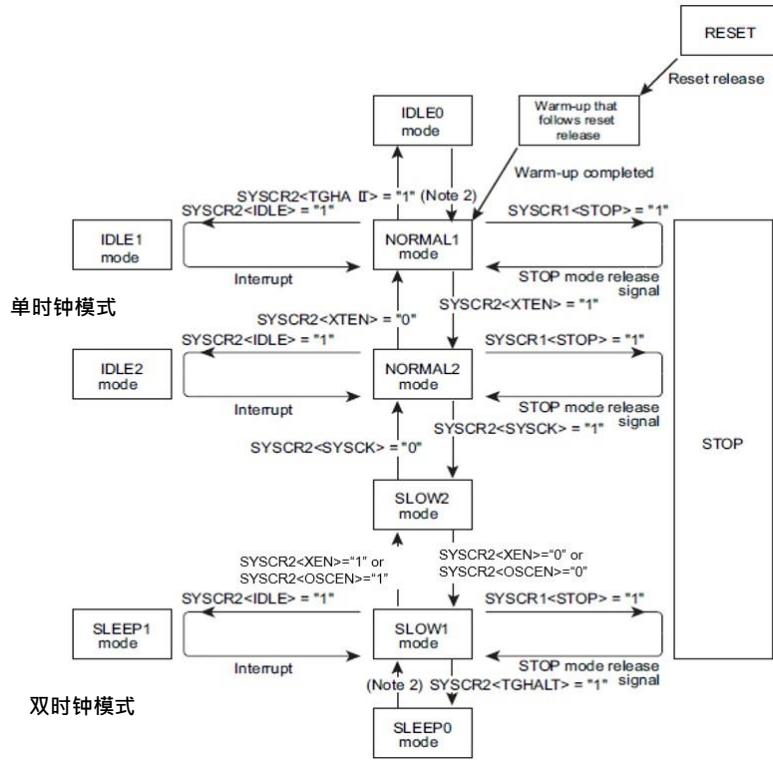 RESET
Reset release
IDLE0
mode
Warm-up that
follows reset
release
Warm-up completed
SYSCR2<TGHA LT> = "1" (Note 2)
SYSCR2<IDLE> = "1"
SYSCR1<STOP> = "1"
IDLE1
mode
NORMAL1
mode
Interrupt
STOP mode release
signal
单时钟模式
SYSCR2<XTEN> = "0"
SYSCR2<XTEN> = "1"
SYSCR2<IDLE> = "1"
SYSCR1<STOP> = "1"
IDLE2
mode
NORMAL2
mode
Interrupt
STOP mode release
signal
SYSCR2<SYSCK> = "0"
SYSCR2<SYSCK> = "1"
STOP
SLOW2
mode
SYSCR2<XEN>="1" or
SYSCR2<OSCEN>="1"
SYSCR2<XEN>="0" or
SYSCR2<OSCEN>="0"
SYSCR2<IDLE> = "1"
SYSCR1<STOP> = "1"
SLEEP1
mode
SLOW1
mode
Interrupt
STOP mode release
signal
(Note 2) SYSCR2<TGHALT> = "1"
双时钟模式
SLEEP0
mode